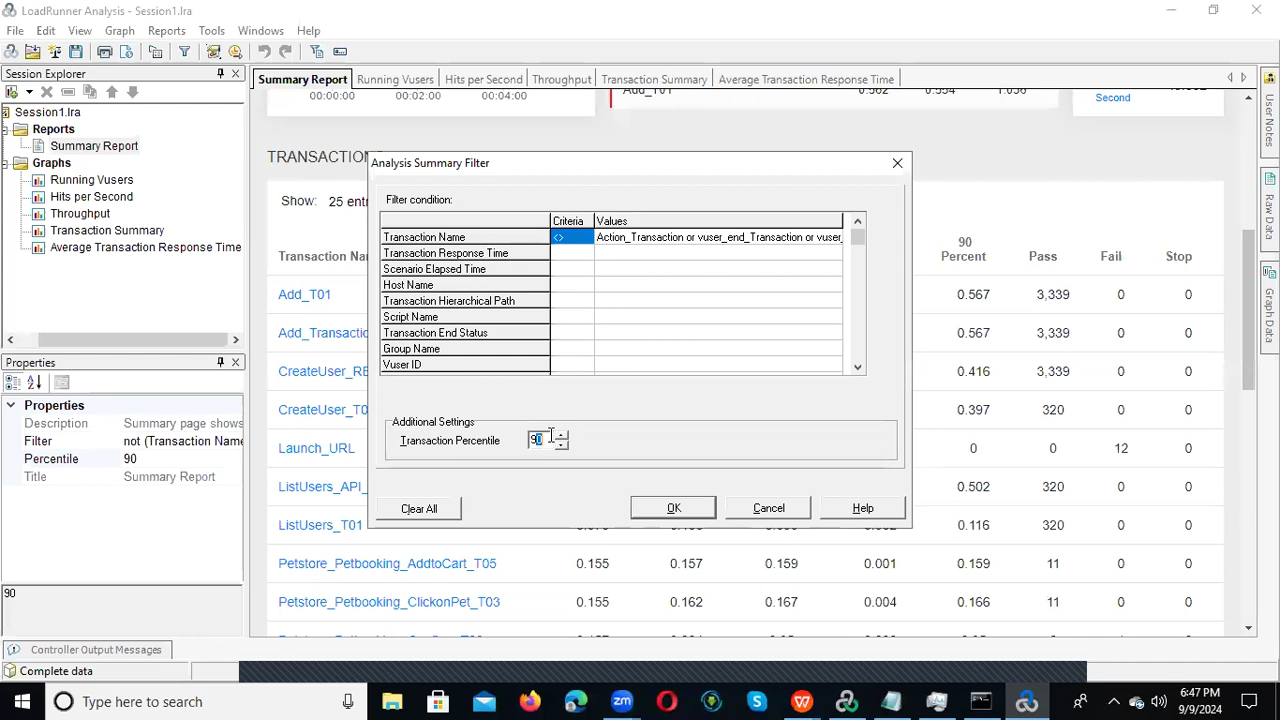 LoadRunner Analysis - Session1.lra
File Edit View Graph Reports Tools Windows Help
Session Explorer
Session1.lra
Reports
Summary Report
Graphs
Running Vusers
Hits per Second
Throughput
Transaction Summary
Average Transaction Response Time
Properties
Properties
Description Summary page shows
Filter not (Transaction Name
Percentile 90
Title Summary Report
90
Summary Report Running Vusers Hits per Second Throughput Transaction Summary Average Transaction Response Time
00:00:00 00:02:00 00:04:00
Add_T01 0.562 0.554 1.056
Second
TRANSACTION
Show: 25 entr
Transaction Na 90 Percent Pass Fail Stop
Add_T01 0.567 3,339 0 0
Add_Transactio 0.567 3,339 0 0
CreateUser_RE 0.416 3,339 0 0
CreateUser_T0 0.397 320 0 0
Launch_URL 0 0 12 0
ListUsers_API_ 0.502 320 0 0
ListUsers_T01 0.116 320 0 0
Petstore_Petbooking_AddtoCart_T05 0.155 0.157 0.159 0.001 0.159 11 0 0
Petstore_Petbooking_ClickonPet_T03 0.155 0.162 0.167 0.004 0.166 11 0 0
Analysis Summary Filter
Filter condition:
Criteria Values
Transaction Name <> Action_Transaction or vuser_end_Transaction or vuser_
Transaction Response Time
Scenario Elapsed Time
Host Name
Transaction Hierarchical Path
Script Name
Transaction End Status
Group Name
Vuser ID
Additional Settings
Transaction Percentile 90
Clear All OK Cancel Help
User Notes
Raw Data
Graph Data
Controller Output Messages
Complete data
Type here to search
zm
6:47 PM
9/9/2024